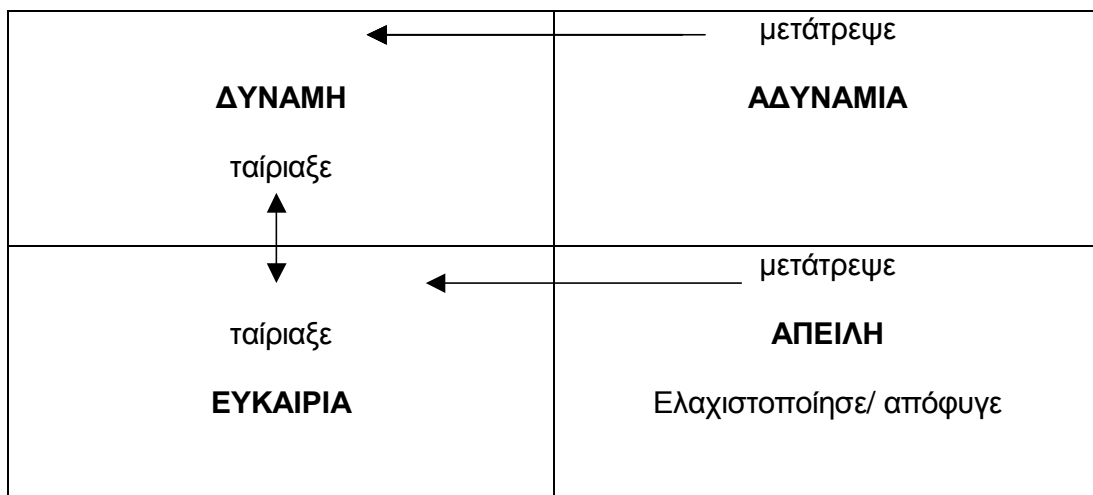 μετάτρεψε
ΔΥΝΑΜΗ
ΑΔΥΝΑΜΙΑ
ταίριαξε
μετάτρεψε
ταίριαξε
ΑΠΕΙΛΗ
ΕΥΚΑΙΡΙΑ
Ελαχιστοποίησε/ απόφυγε